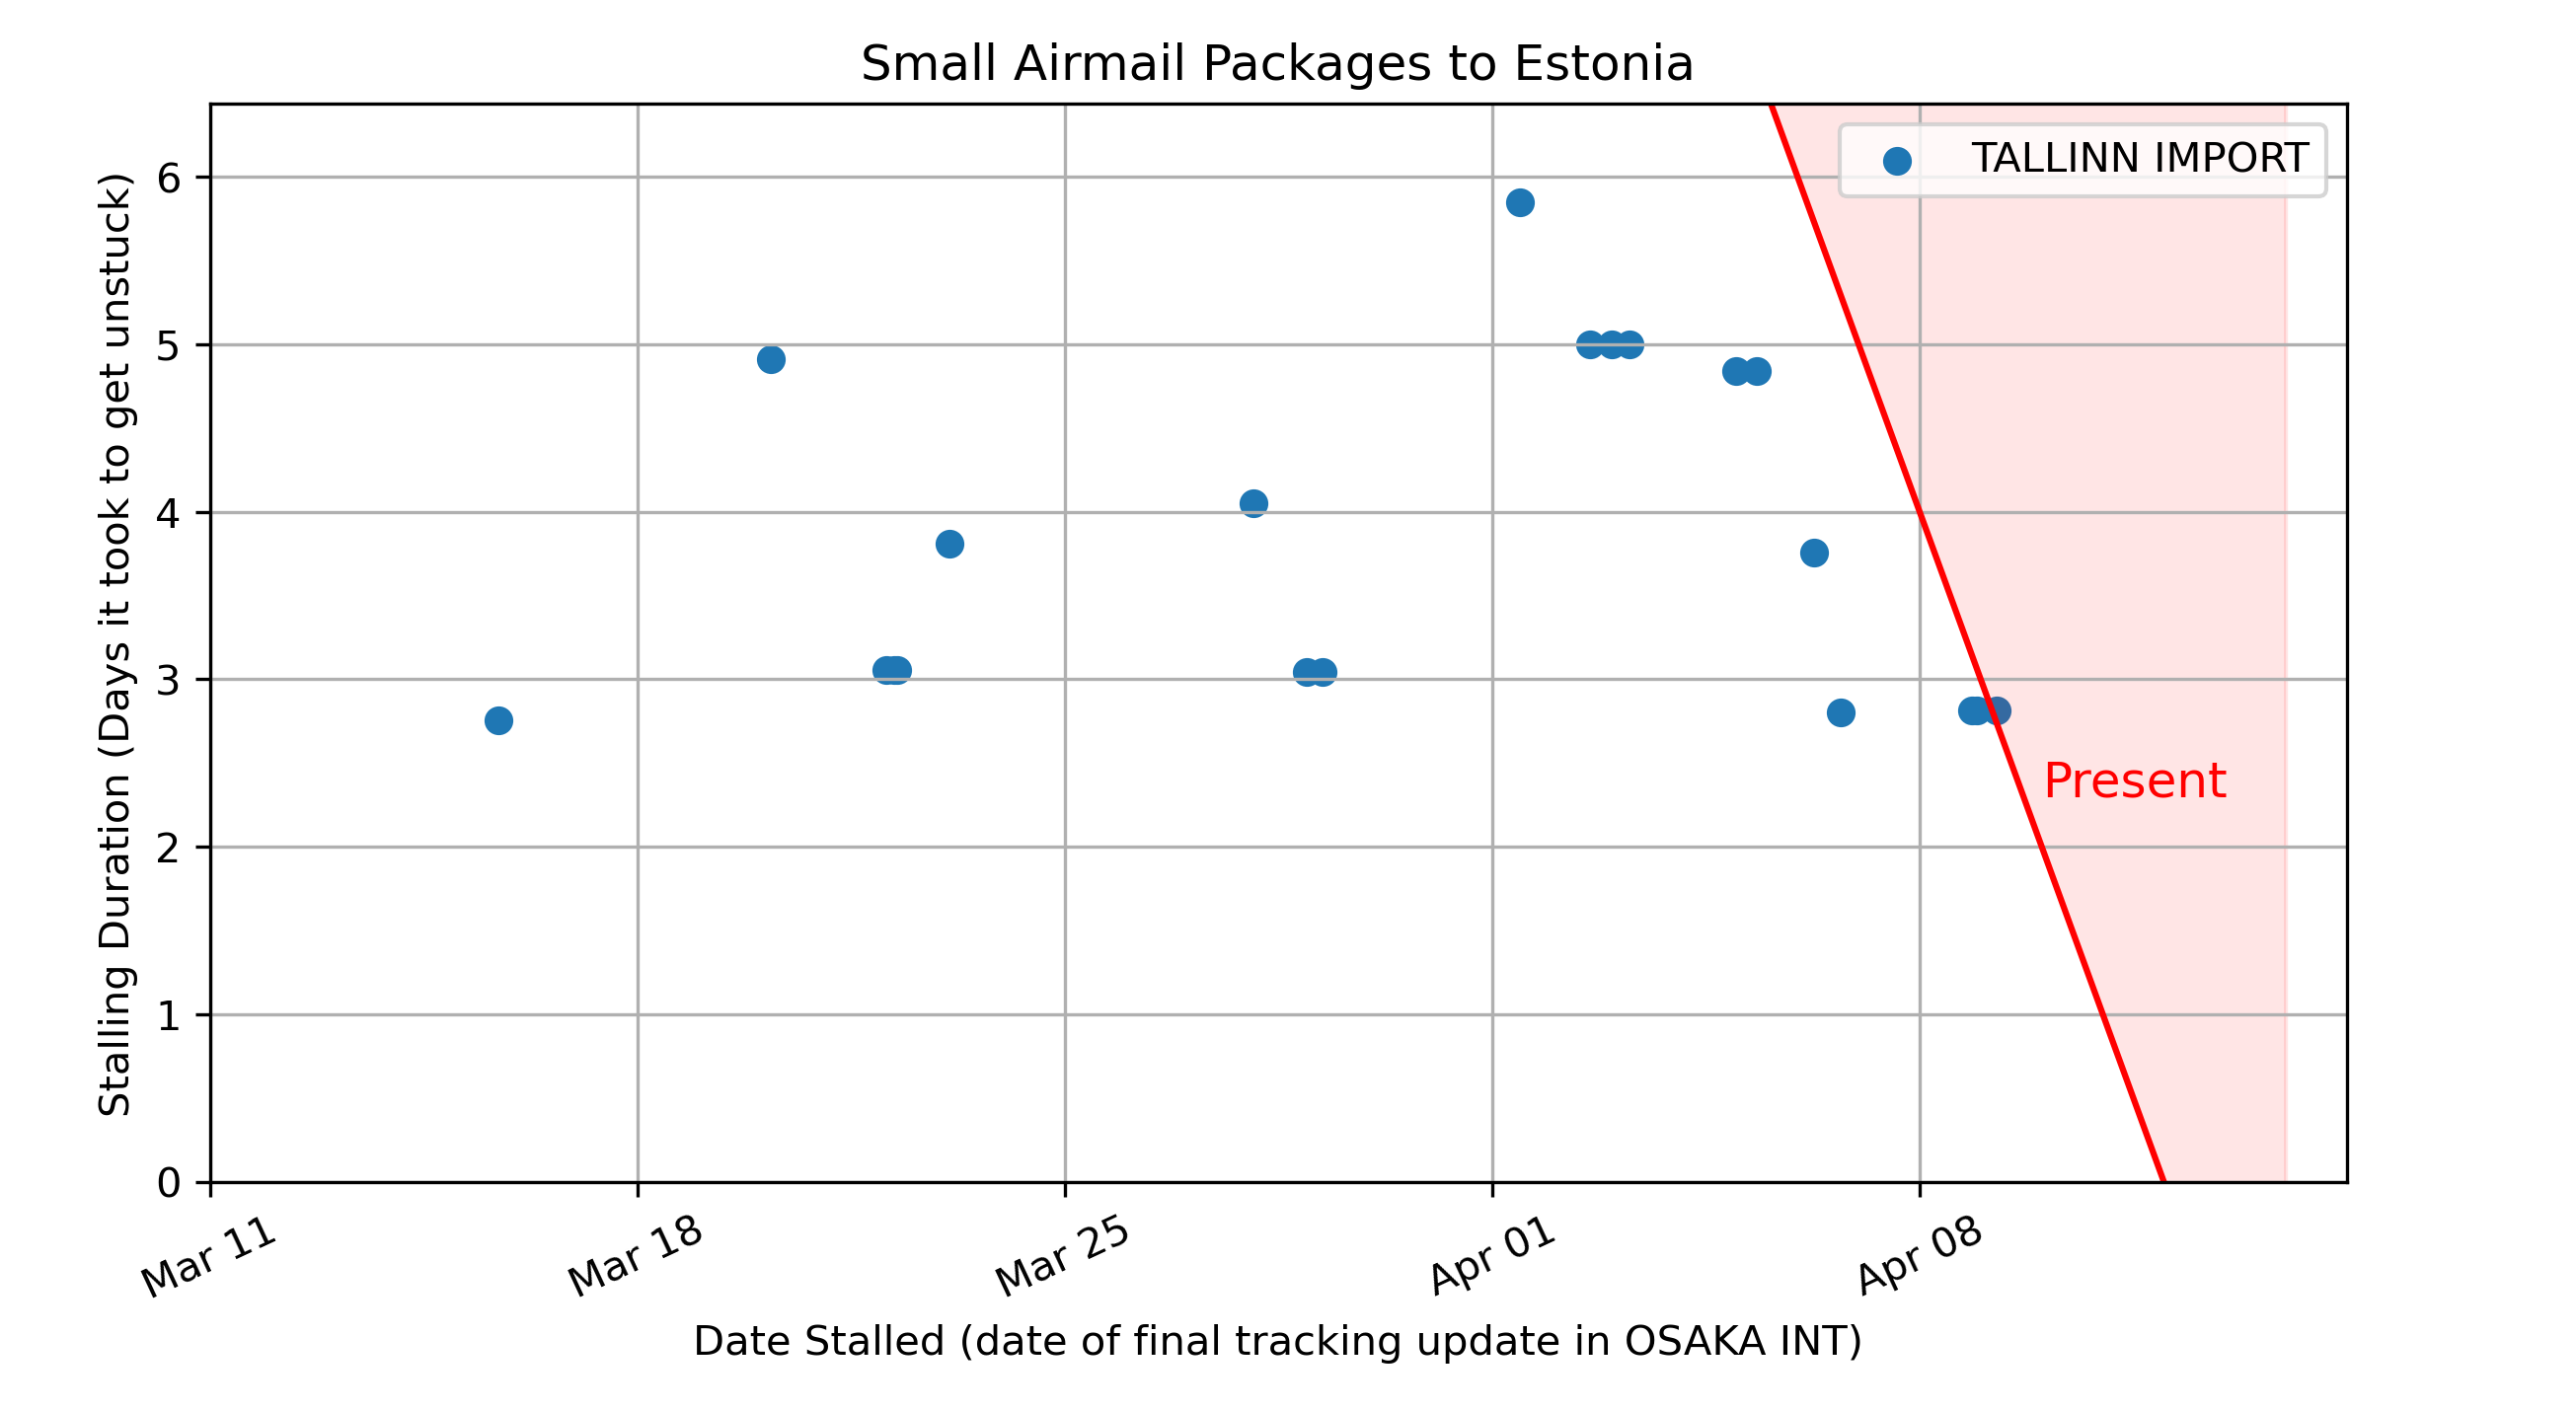 Small Airmail Packages to Estonia
TALLINN IMPORT
Stalling Duration (Days it took to get unstuck)
6
5
4
3
2
1
0
Present
Mar 11
Mar 18
Mar 25
Apr 01
Apr 08
Date Stalled (date of final tracking update in OSAKA INT)